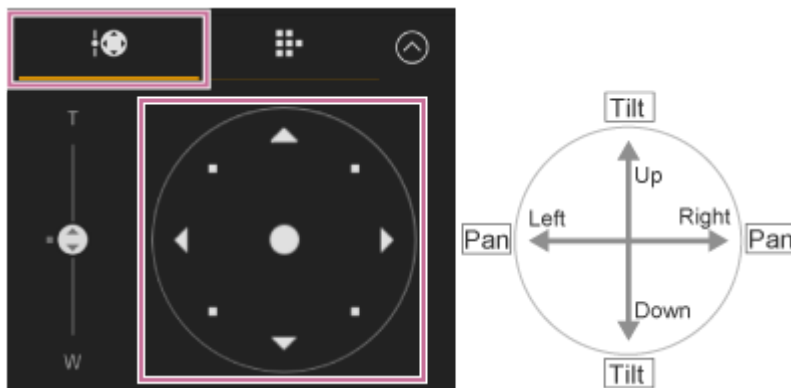 T
W
Tilt
Up
Left
Right
Pan
Pan
Down
Tilt